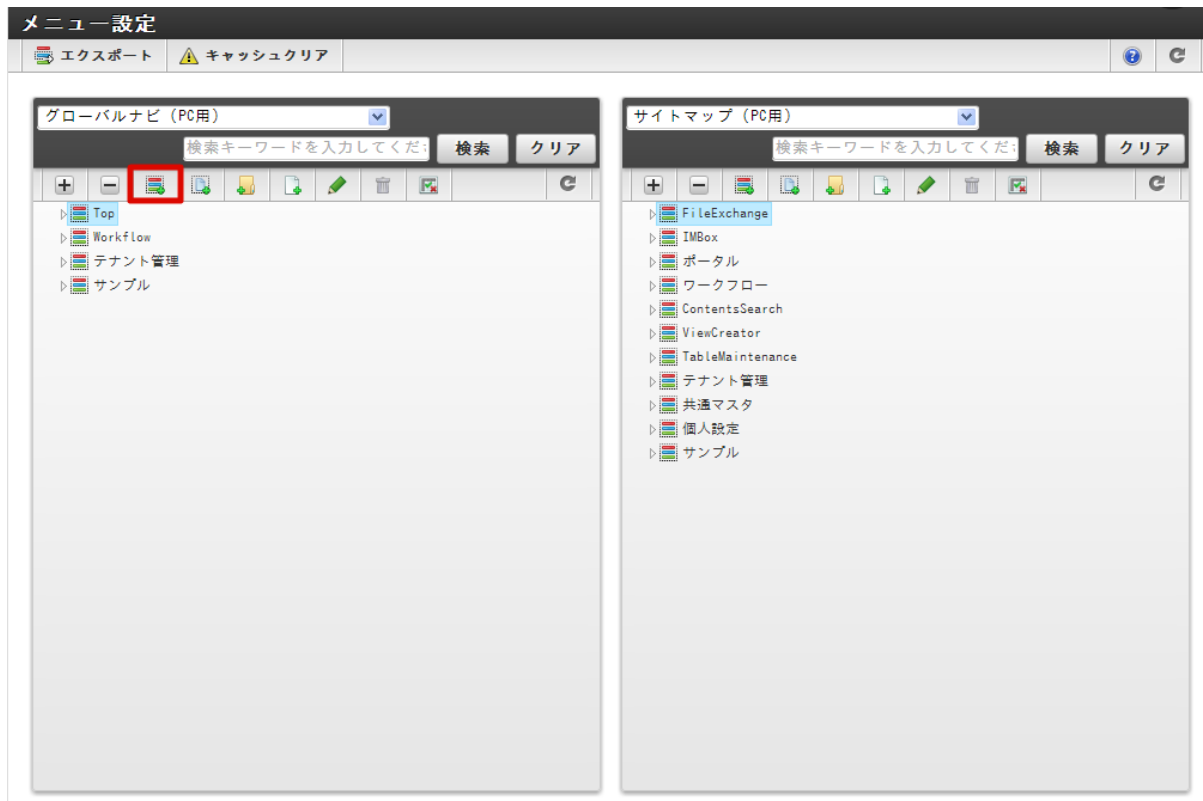 メニュー設定
エクスポート キャッシュクリア
グローバルナビ (PC用)
検索キーワードを入力してくだ 検索 クリア
Top
Workflow
テナント管理
サンプル
サイトマップ (PC用)
検索キーワードを入力してくだ 検索 クリア
FileExchange
IMBox
ポータル
ワークフロー
ContentsSearch
ViewCreator
TableMaintenance
テナント管理
共通マスタ
個人設定
サンプル